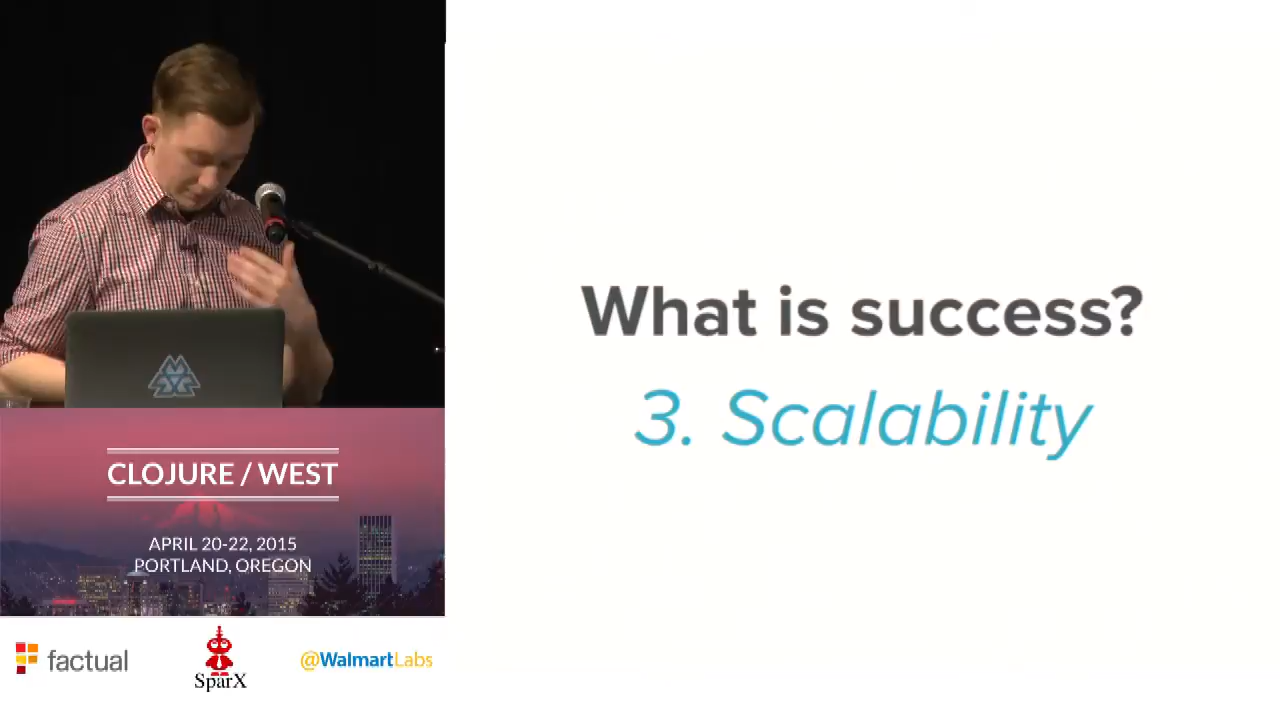 What is success?
3. Scalability
CLOJURE / WEST
APRIL 20-22, 2015
PORTLAND, OREGON
factual
SparX
@WalmartLabs